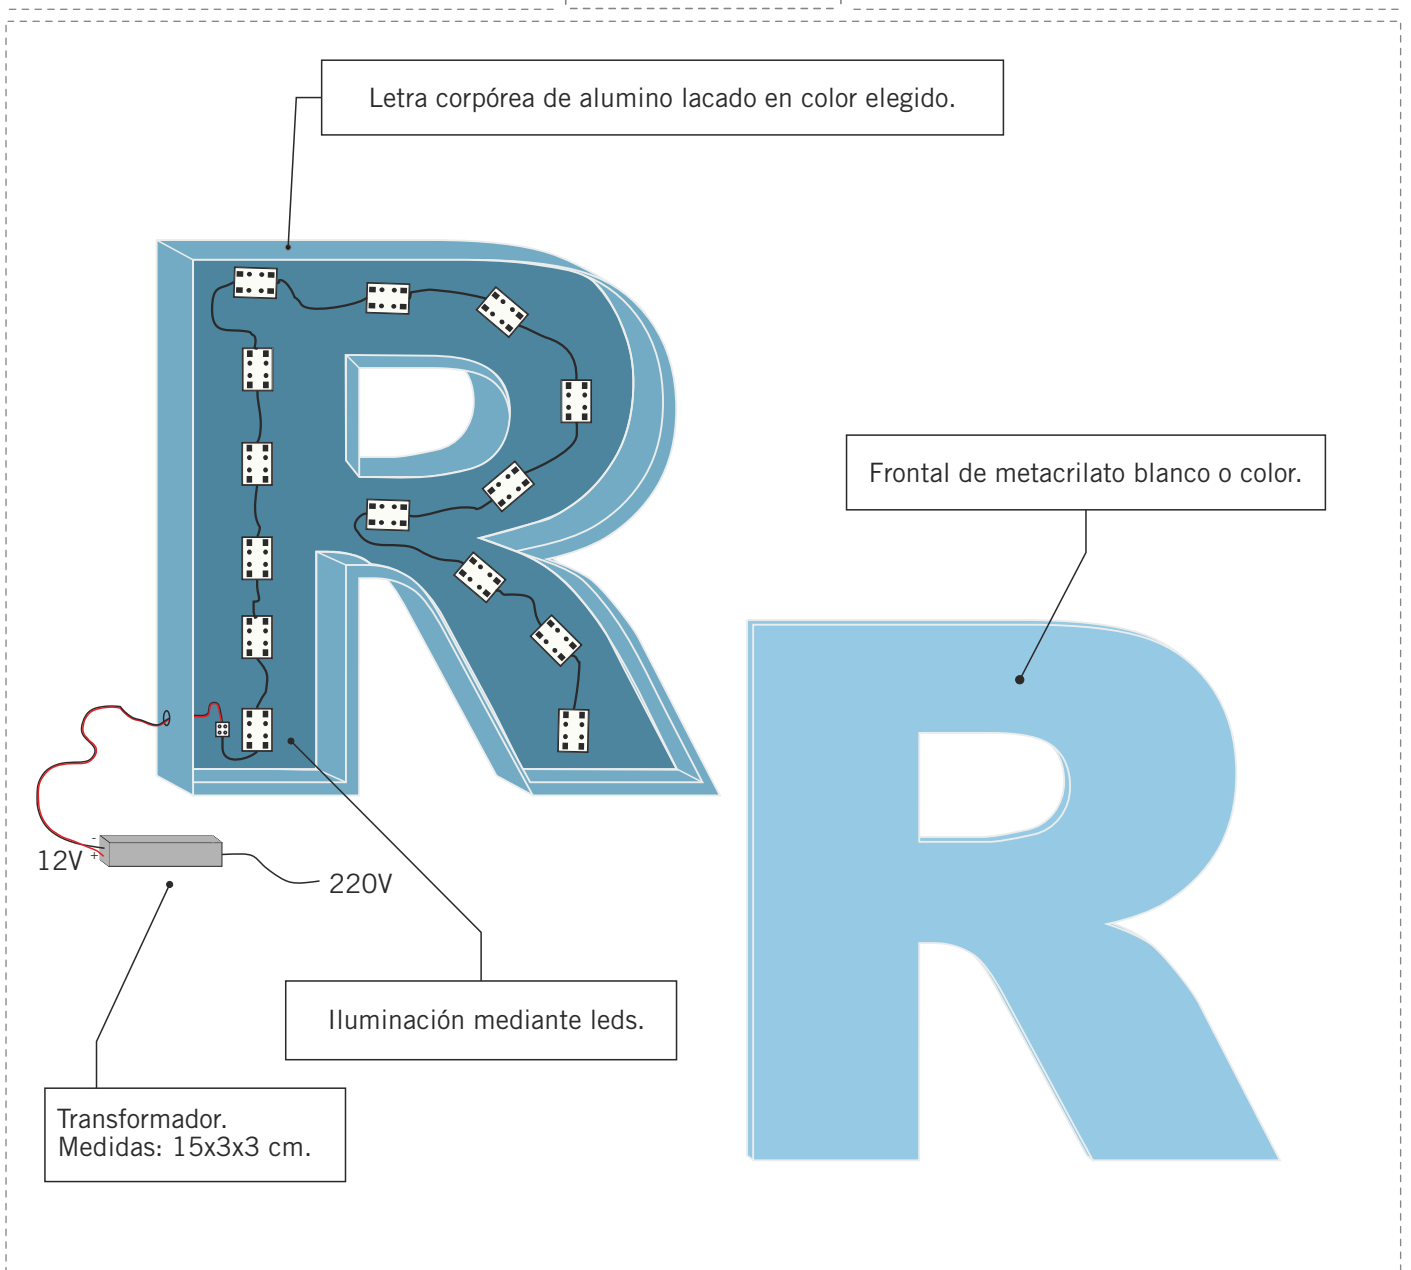 Letra corpórea de alumino lacado en color elegido.
Frontal de metacrilato blanco o color.
-
12V +
220V
Iluminación mediante leds.
Transformador.
Medidas: 15x3x3 cm.